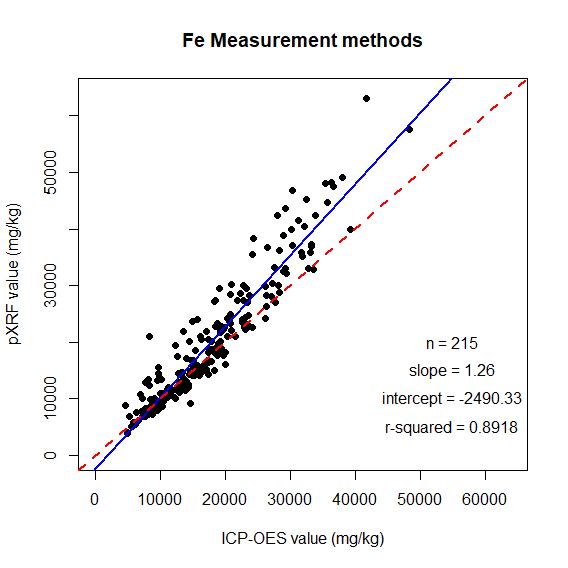 Fe Measurement methods
pXRF value (mg/kg)
50000
30000
10000
0
n = 215
slope = 1.26
intercept = -2490.33
r-squared = 0.8918
0 10000 20000 30000 40000 50000 60000
ICP-OES value (mg/kg)